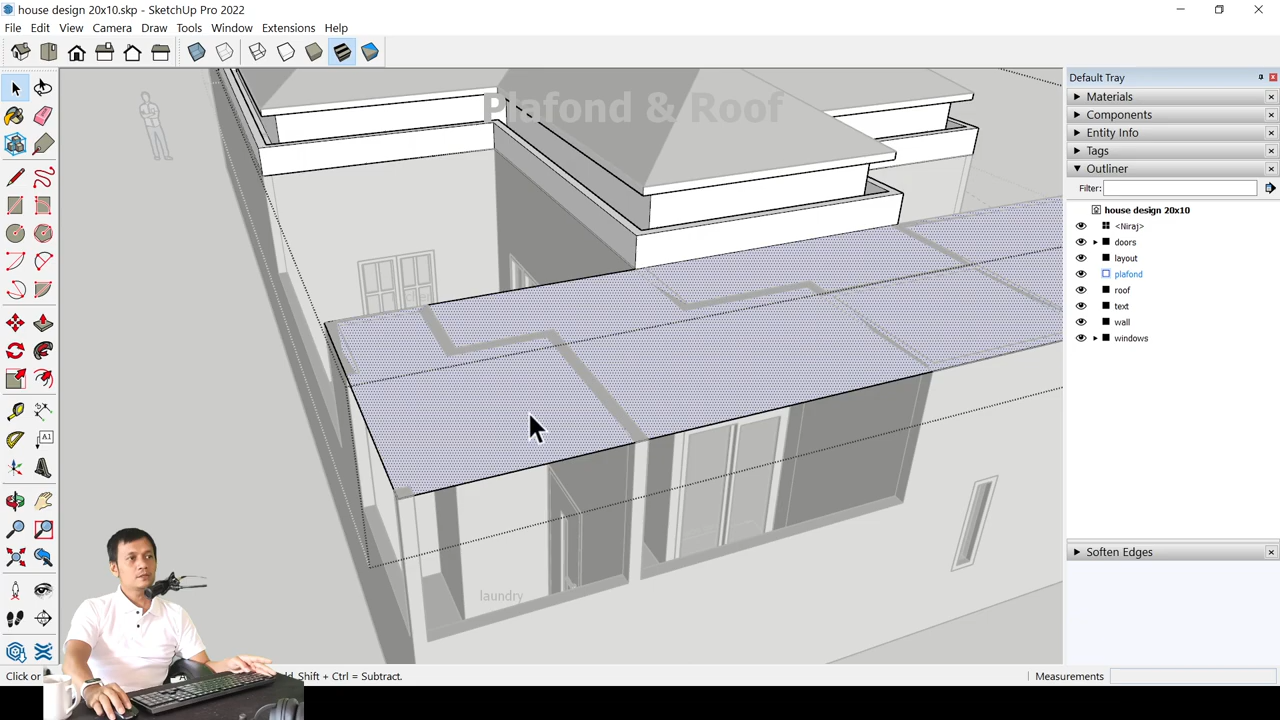 house design 20x10.skp - SketchUp Pro 2022
File Edit View Camera Draw Tools Window Extensions Help
Plafond & Roof
Default Tray
Materials
Components
Entity Info
Tags
Outliner
Filter:
house design 20x10
<Niraj>
doors
layout
plafond
roof
text
wall
windows
Soften Edges
A1
laundry
Click or
Shift + Ctrl = Subtract.
Measurements